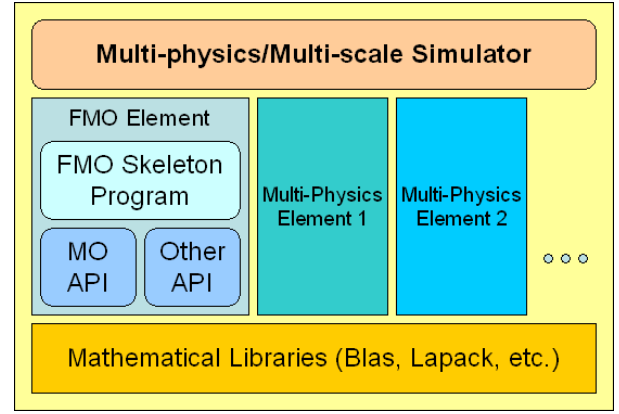 Multi-physics/Multi-scale Simulator
FMO Element
FMO Skeleton
Program
MO
API
Other
API
Multi-Physics
Element 1
Multi-Physics
Element 2
Mathematical Libraries (Blas, Lapack, etc.)